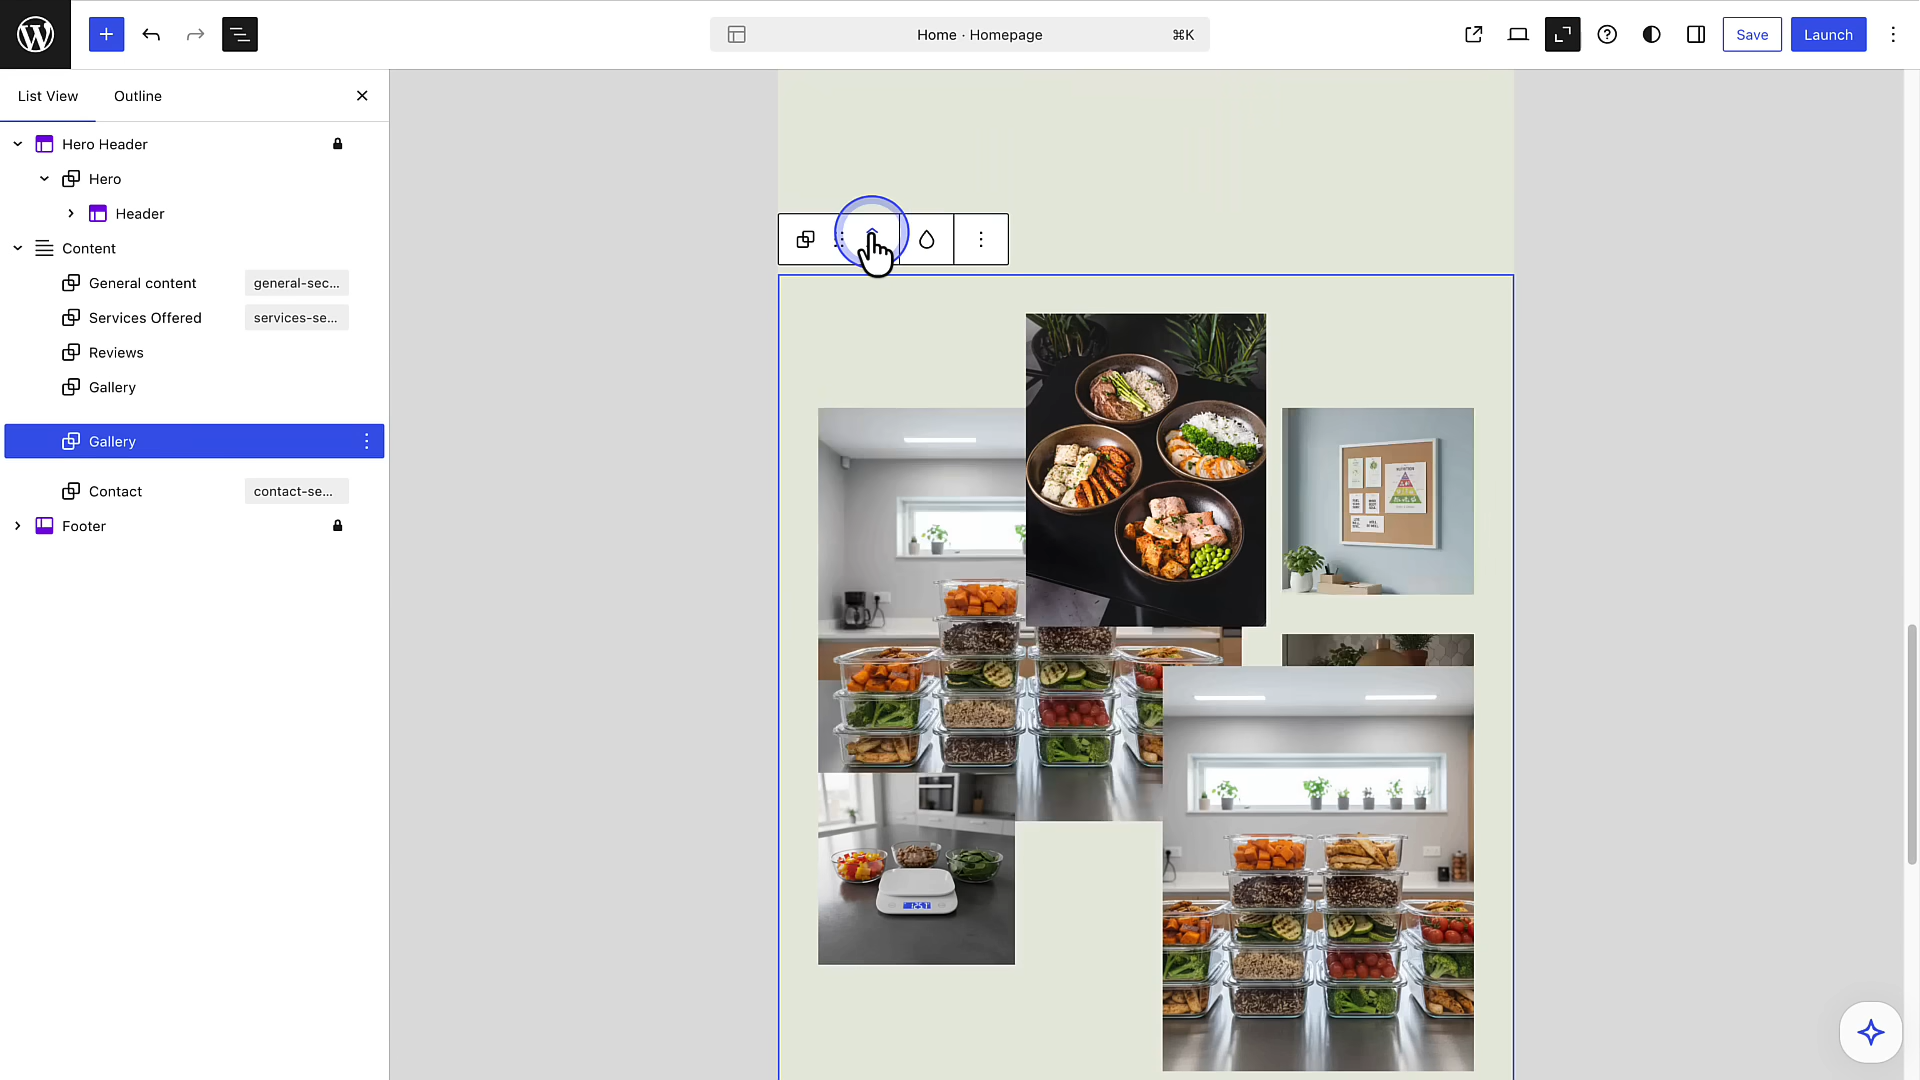 Home · Homepage
⌘K
Save
Launch
List View
Outline
Hero Header
Hero
Header
Content
General content
general-sec...
Services Offered
services-se...
Reviews
Gallery
Gallery
Contact
contact-se...
Footer
NUTRITION